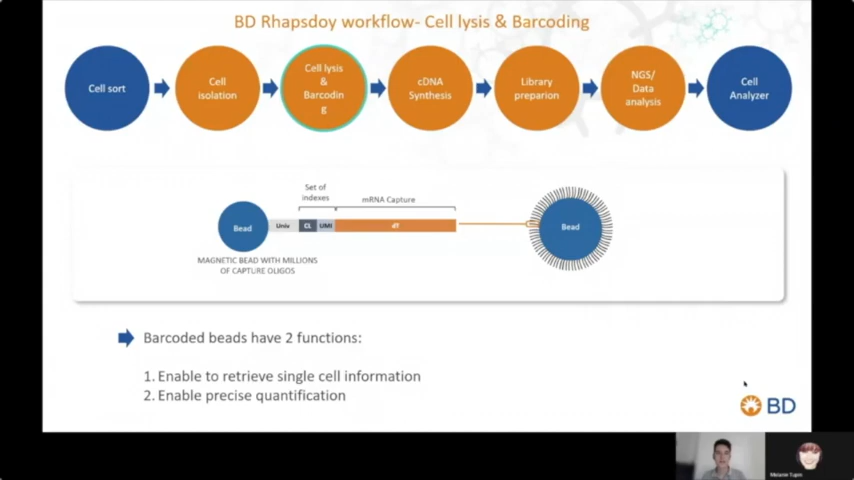 BD Rhapsdoy workflow- Cell lysis & Barcoding
Cell sort
Cell
isolation
Cell lysis
&
Barcodin
g
cDNA
Synthesis
Library
preparion
NGS/
Data
analysis
Cell
Analyzer
Set of
indexes
mRNA Capture
Bead
Univ
CL
UMI
dT
Bead
MAGNETIC BEAD WITH MILLIONS
OF CAPTURE OLIGOS
Barcoded beads have 2 functions:
1. Enable to retrieve single cell information
2. Enable precise quantification
BD